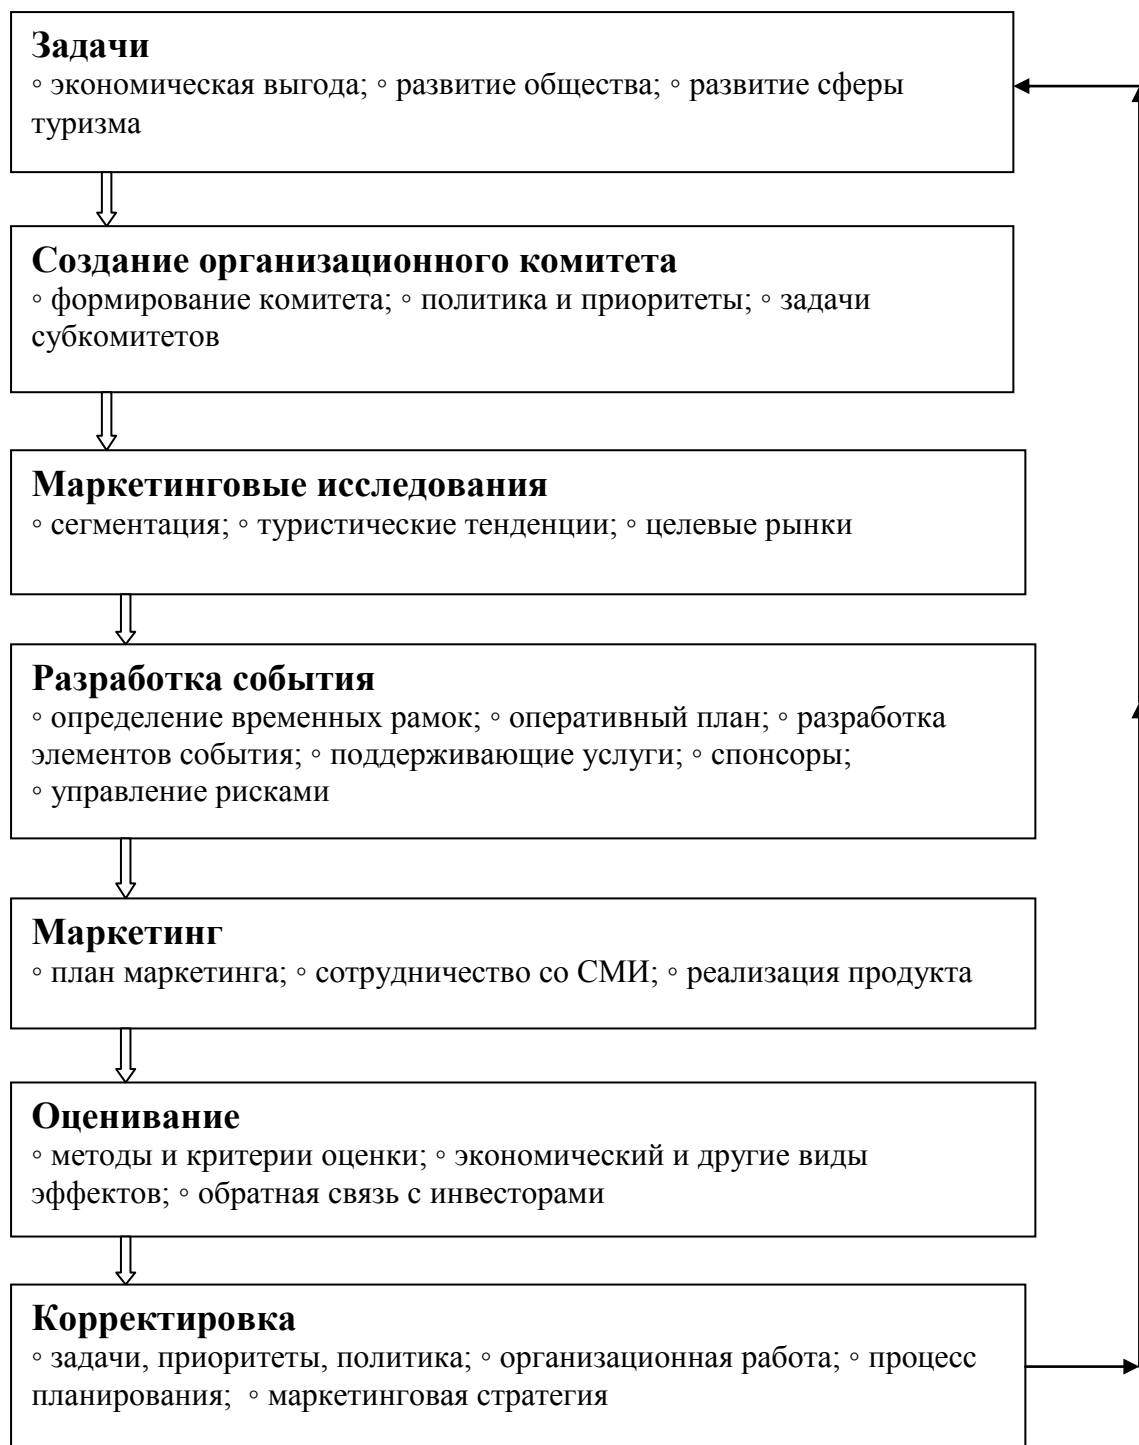 Задачи
◦ экономическая выгода; ◦ развитие общества; ◦ развитие сферы
туризма
Создание организационного комитета
◦ формирование комитета; ◦ политика и приоритеты; ◦ задачи
субкомитетов
Маркетинговые исследования
◦ сегментация; ◦ туристические тенденции; ◦ целевые рынки
Разработка события
◦ определение временных рамок; ◦ оперативный план; ◦ разработка
элементов события; ◦ поддерживающие услуги; ◦ спонсоры;
◦ управление рисками
Маркетинг
◦ план маркетинга; ◦ сотрудничество со СМИ; ◦ реализация продукта
Оценивание
◦ методы и критерии оценки; ◦ экономический и другие виды
эффектов; ◦ обратная связь с инвесторами
Корректировка
◦ задачи, приоритеты, политика; ◦ организационная работа; ◦ процесс
планирования; ◦ маркетинговая стратегия